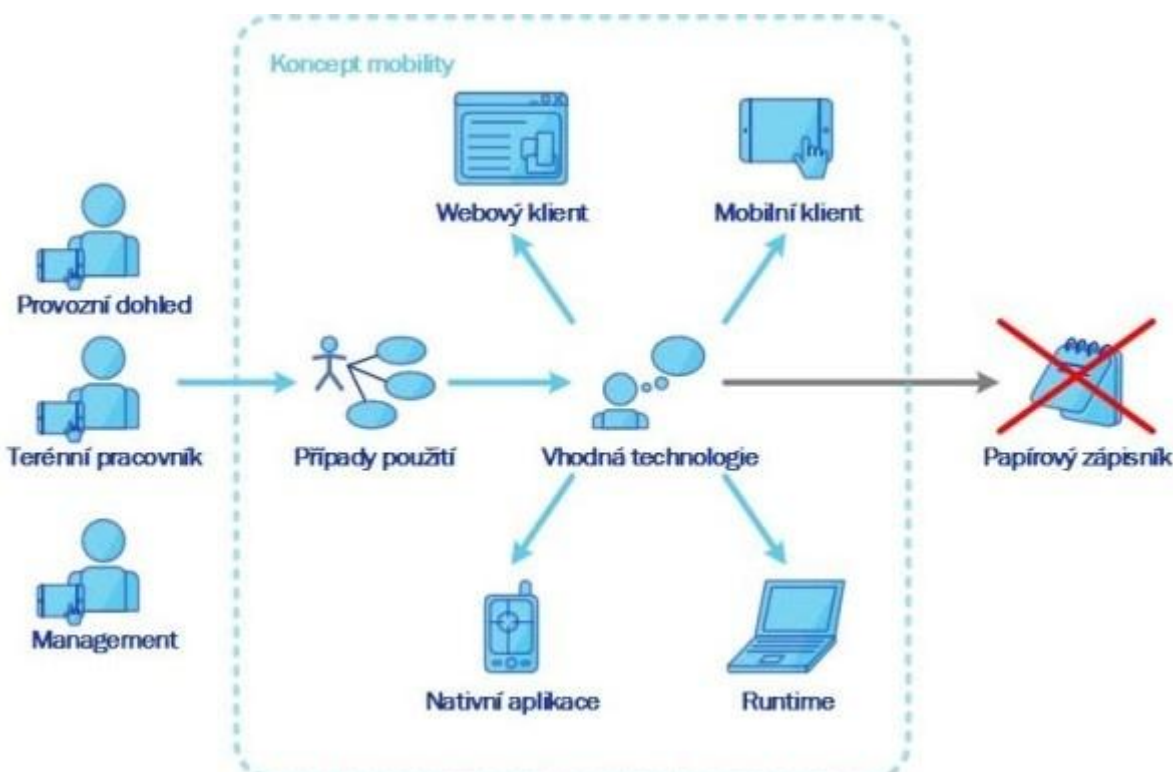 Koncept mobility
Webový klient
Mobilní klient
Provozní dohled
Terénní pracovník
Případy použití
Vhodná technologie
Papírový zápisník
Management
Nativní aplikace
Runtime